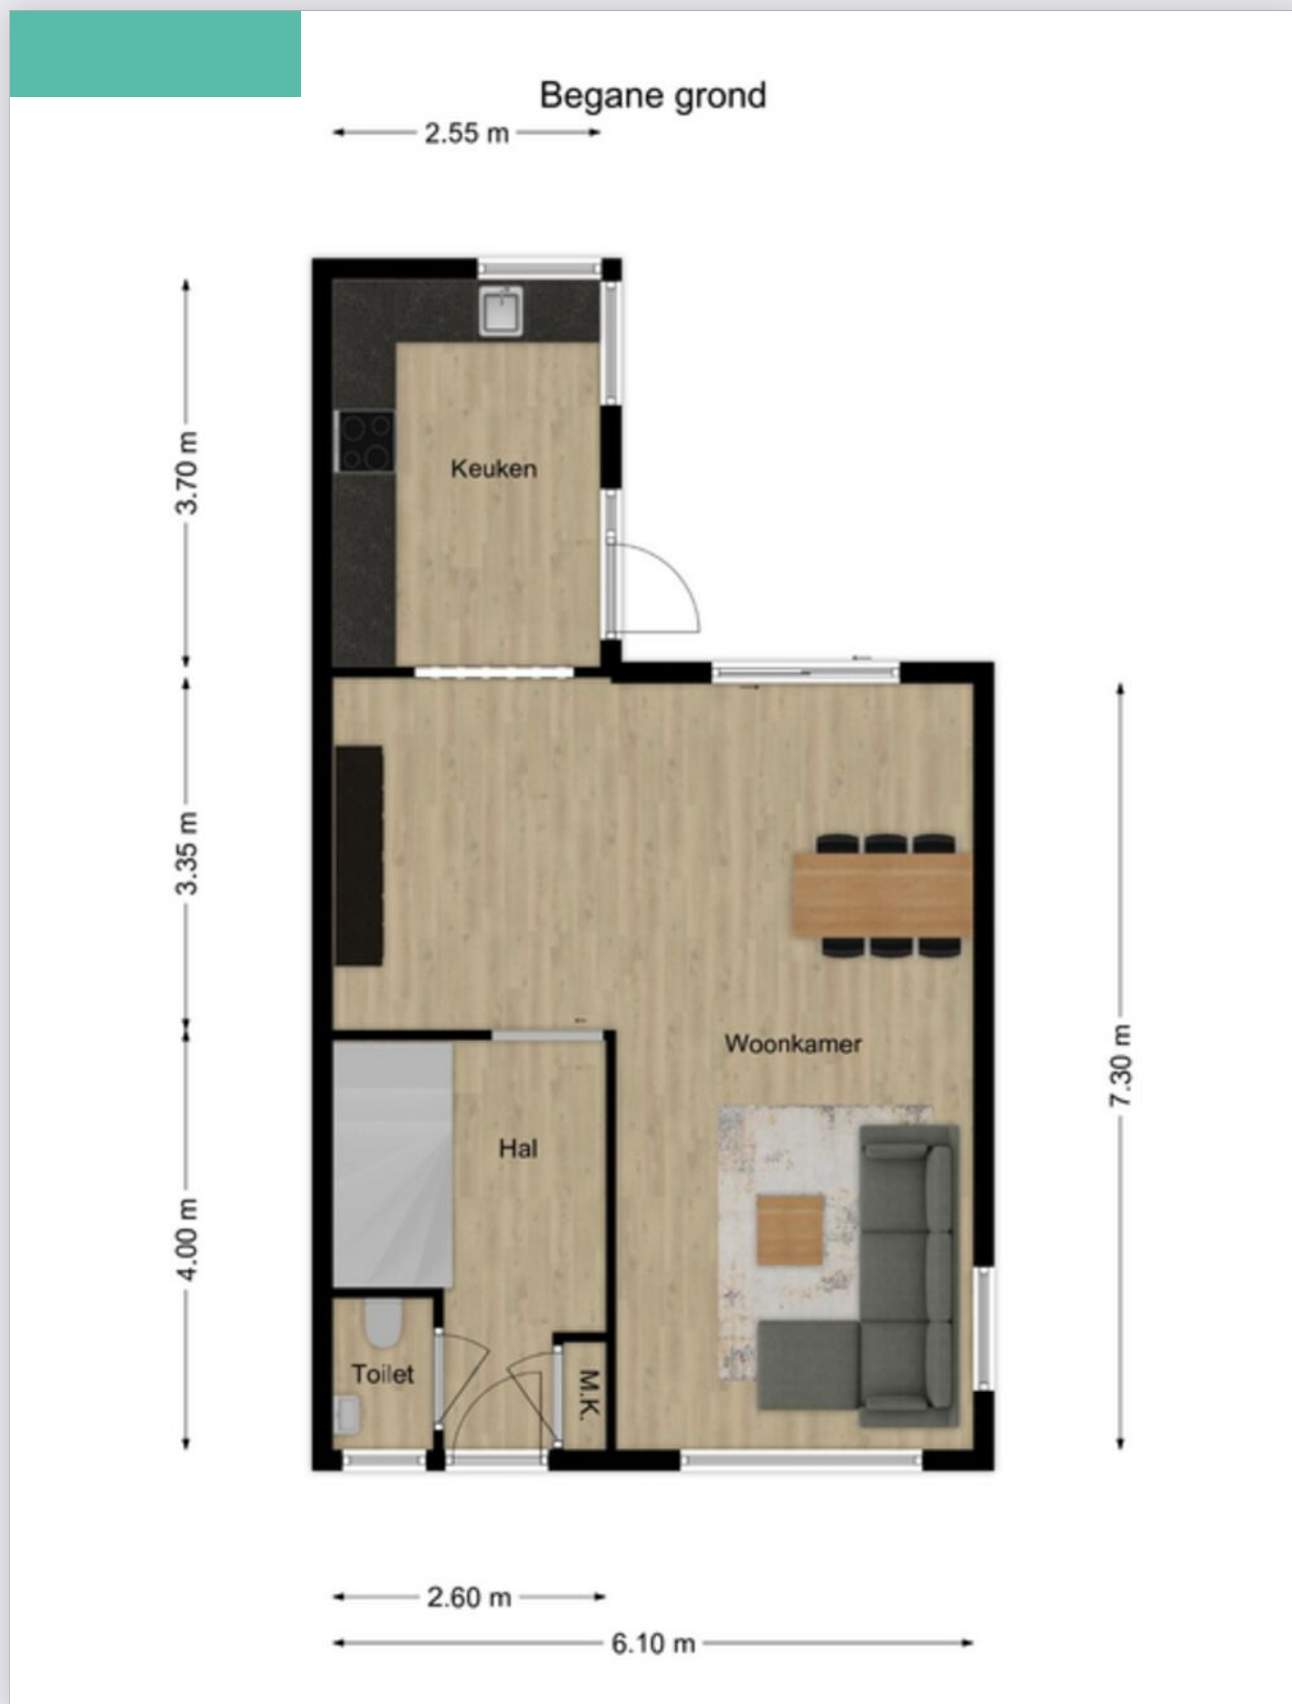 Begane grond
2.55 m
3.70 m
Keuken
3.35 m
Woonkamer
7.30 m
Hal
4.00 m
Toilet
M.K.
2.60 m
6.10 m